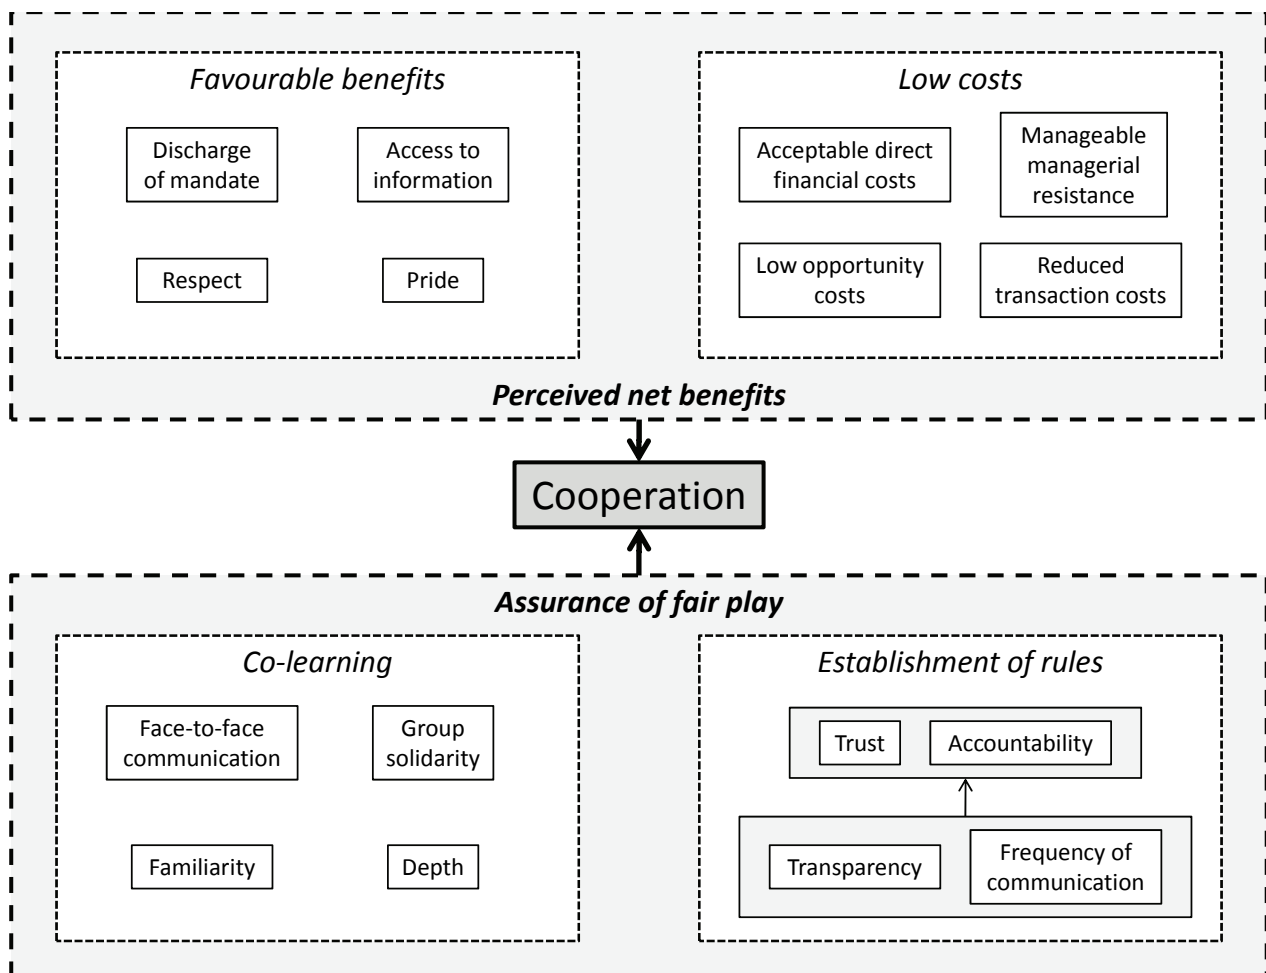 Favourable benefits
Discharge
of mandate
Access to
information
Respect
Pride
Low costs
Acceptable direct
financial costs
Manageable
managerial
resistance
Low opportunity
costs
Reduced
transaction costs
Perceived net benefits
Cooperation
Assurance of fair play
Co-learning
Face-to-face
communication
Group
solidarity
Familiarity
Depth
Establishment of rules
Trust
Accountability
Transparency
Frequency of
communication